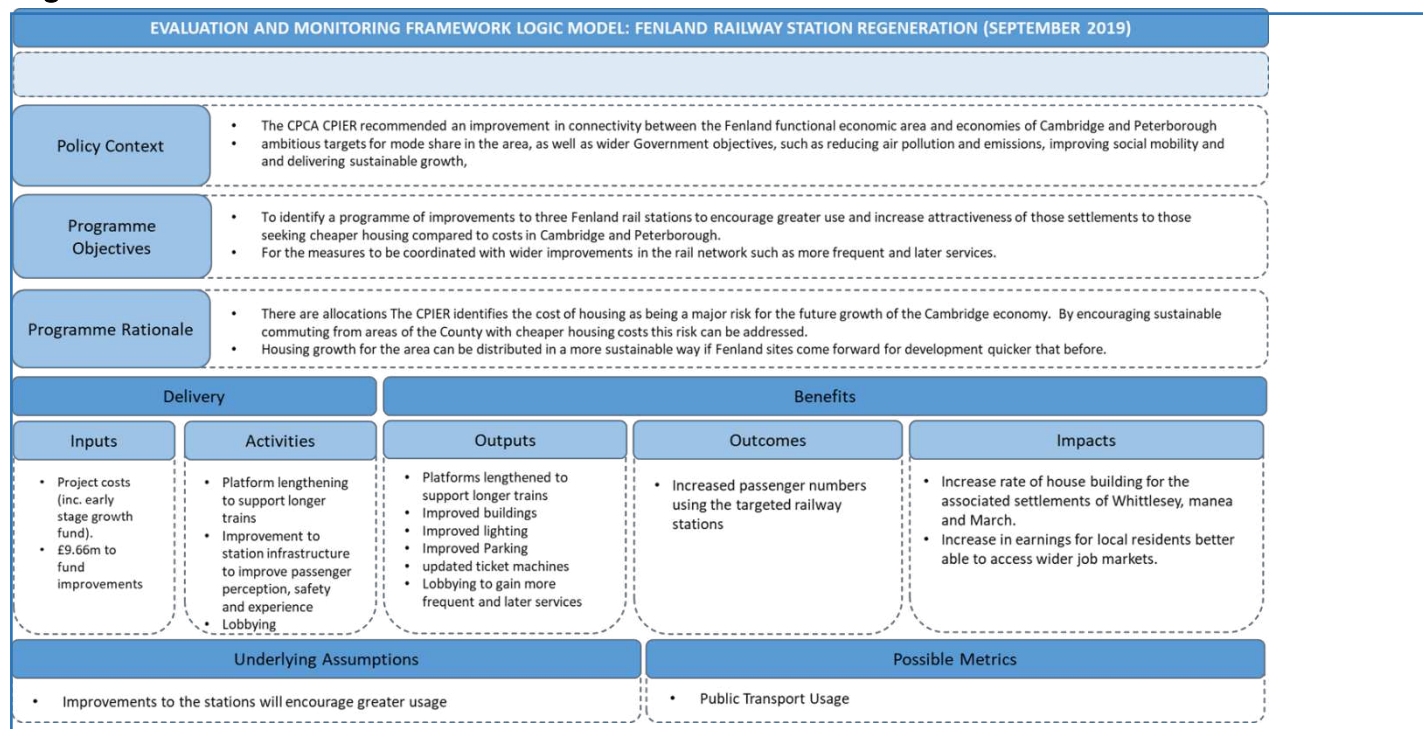 EVALUATION AND MONITORING FRAMEWORK LOGIC MODEL: FENLAND RAILWAY STATION REGENERATION (SEPTEMBER 2019)
Policy Context
• The CPCA CPIER recommended an improvement in connectivity between the Fenland functional economic area and economies of Cambridge and Peterborough
• ambitious targets for mode share in the area, as well as wider Government objectives, such as reducing air pollution and emissions, improving social mobility and
and delivering sustainable growth,
Programme
Objectives
• To identify a programme of improvements to three Fenland rail stations to encourage greater use and increase attractiveness of those settlements to those
seeking cheaper housing compared to costs in Cambridge and Peterborough.
• For the measures to be coordinated with wider improvements in the rail network such as more frequent and later services.
Programme Rationale
• There are allocations The CPIER identifies the cost of housing as being a major risk for the future growth of the Cambridge economy. By encouraging sustainable
commuting from areas of the County with cheaper housing costs this risk can be addressed.
• Housing growth for the area can be distributed in a more sustainable way if Fenland sites come forward for development quicker that before.
Delivery
Benefits
Inputs
• Project costs
(inc. early
stage growth
fund).
• £9.66m to
fund
improvements
Activities
• Platform lengthening
to support longer
trains
• Improvement to
station infrastructure
to improve passenger
perception, safety
and experience
• Lobbying
Outputs
• Platforms lengthened to
support longer trains
• Improved buildings
• Improved lighting
• Improved Parking
• updated ticket machines
• Lobbying to gain more
frequent and later services
Outcomes
• Increased passenger numbers
using the targeted railway
stations
Impacts
• Increase rate of house building for the
associated settlements of Whittlesey, manea
and March.
• Increase in earnings for local residents better
able to access wider job markets.
Underlying Assumptions
• Improvements to the stations will encourage greater usage
Possible Metrics
• Public Transport Usage